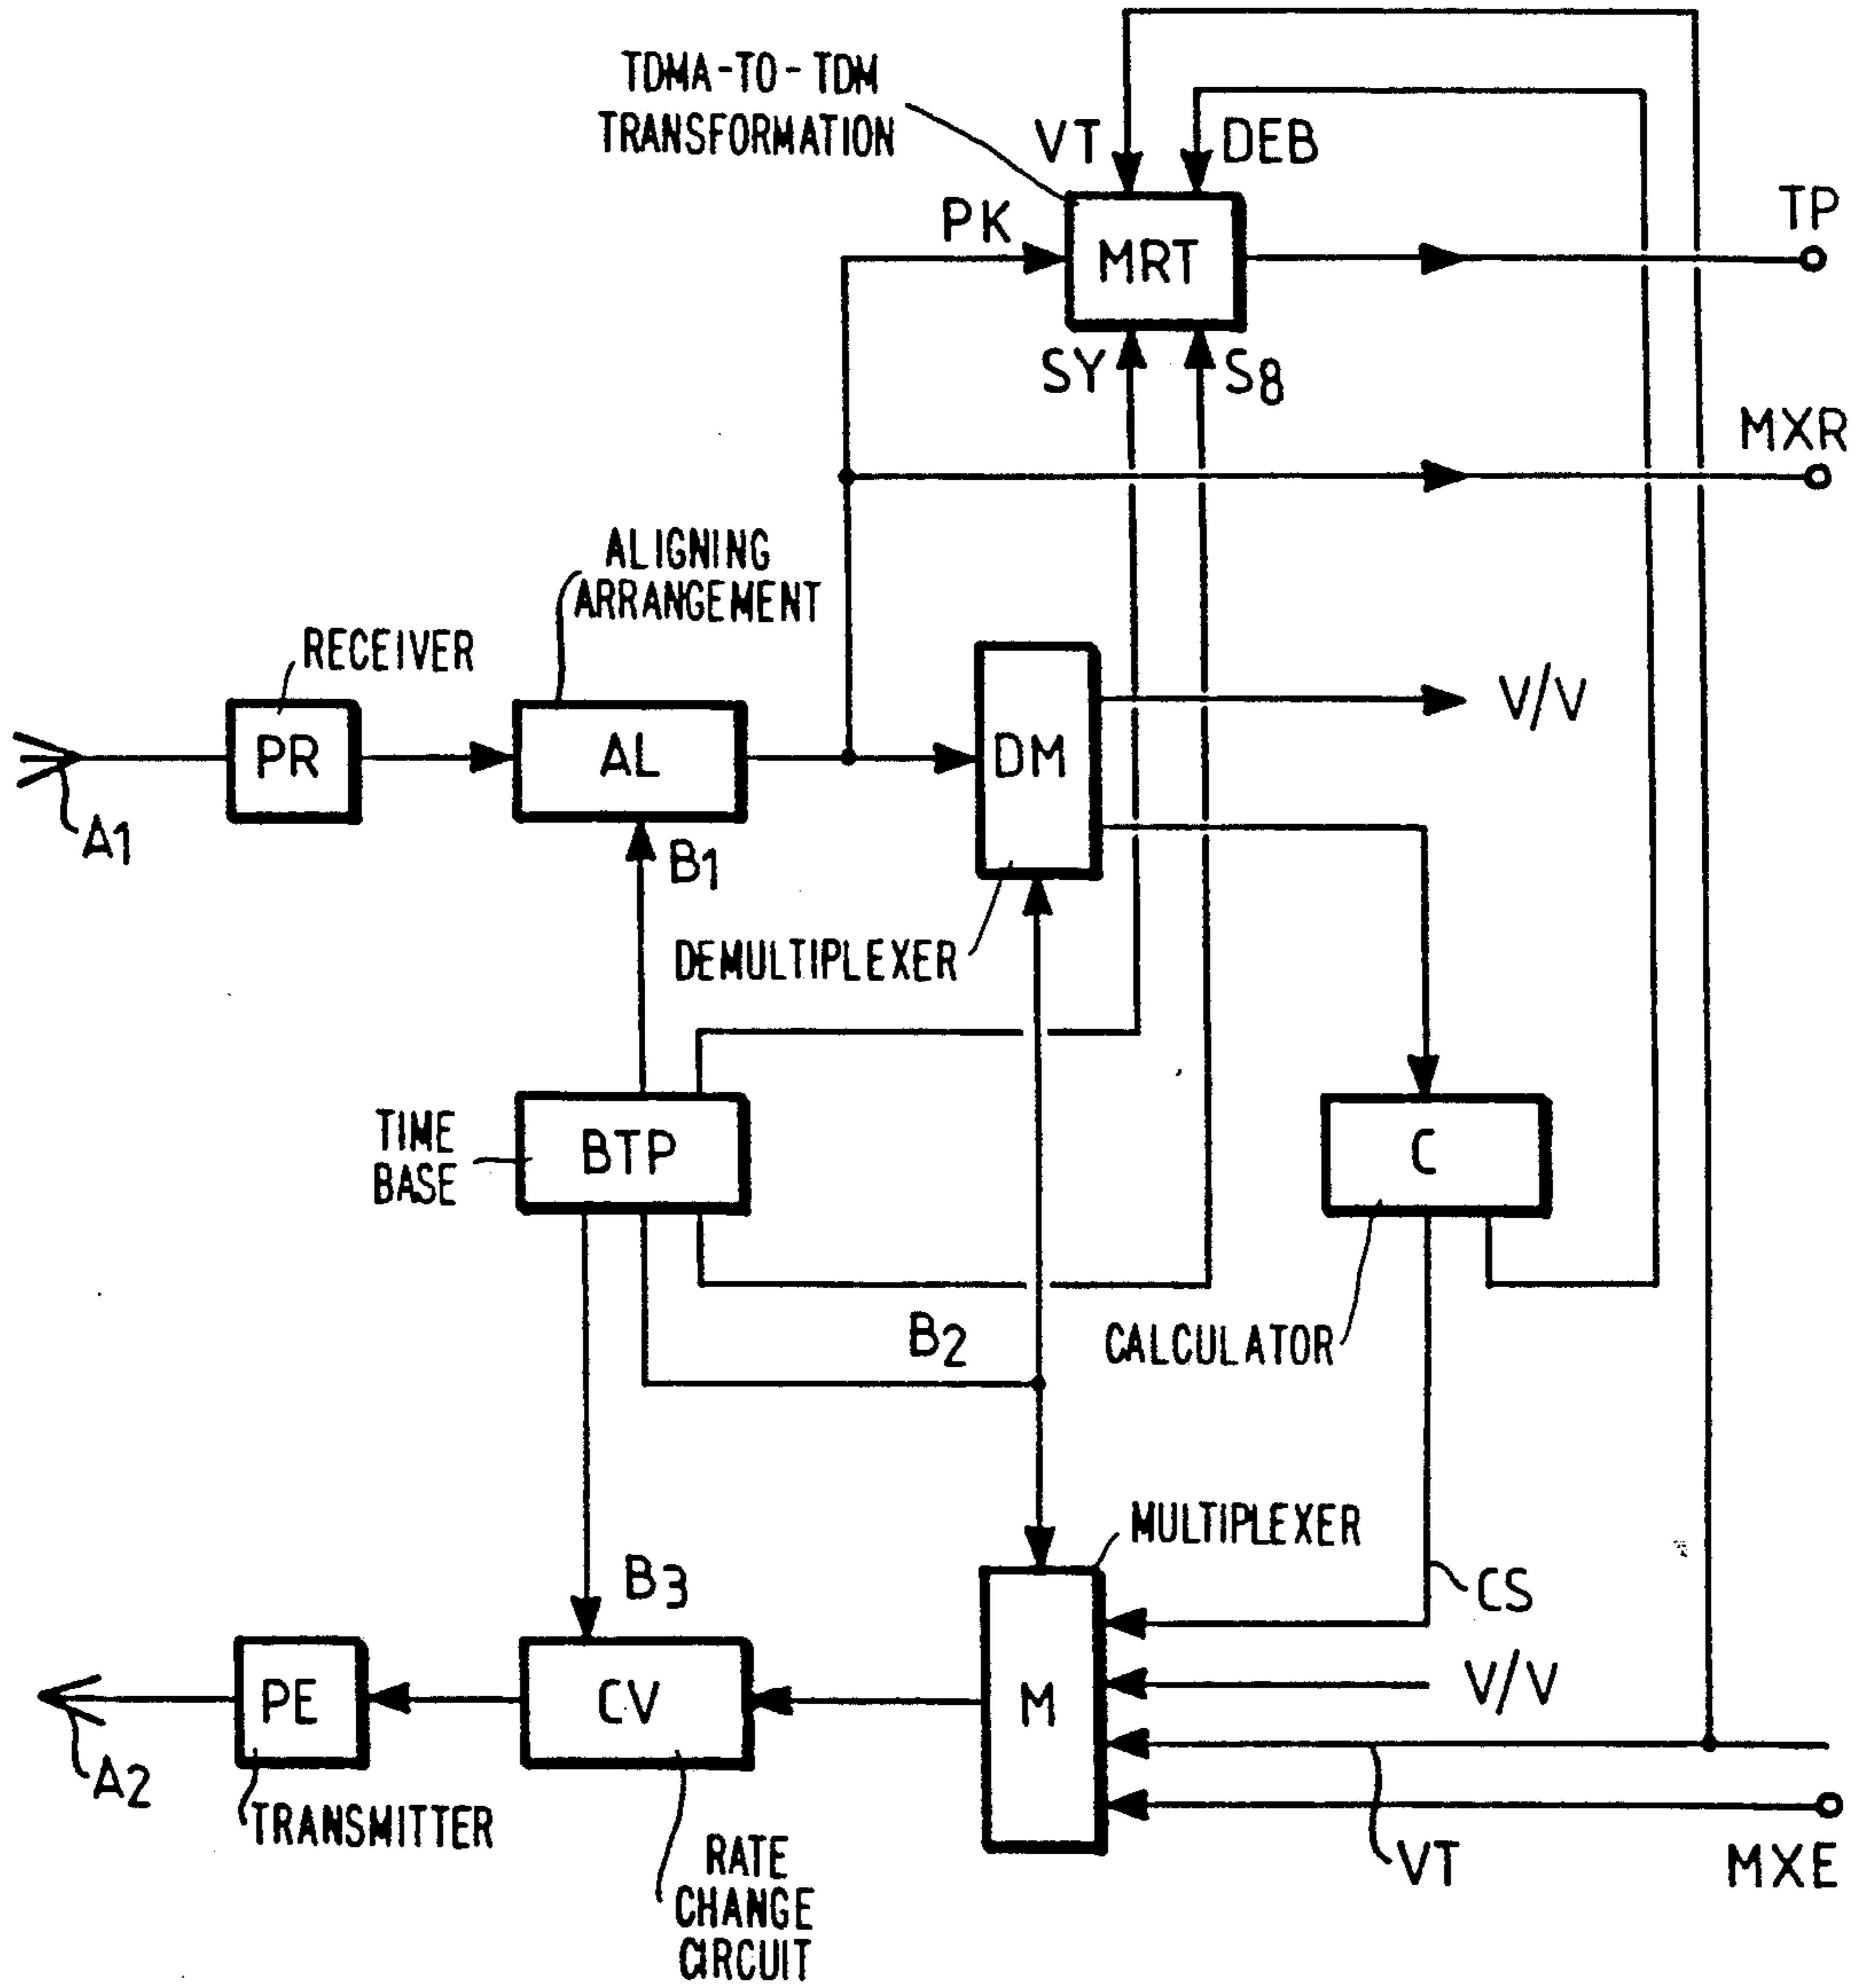 TDMA-TO-TDM
TRANSFORMATION
VT
DEB
TP
PK
MRT
SY
S8
MXR
ALIGNING
ARRANGEMENT
RECEIVER
V/V
PR
AL
DM
A1
B1
DEMULTIPLEXER
TIME
BASE
BTP
C
B2
CALCULATOR
MULTIPLEXER
B3
CS
V/V
PE
CV
M
A2
TRANSMITTER
RATE
CHANGE
CIRCUIT
VT
MXE